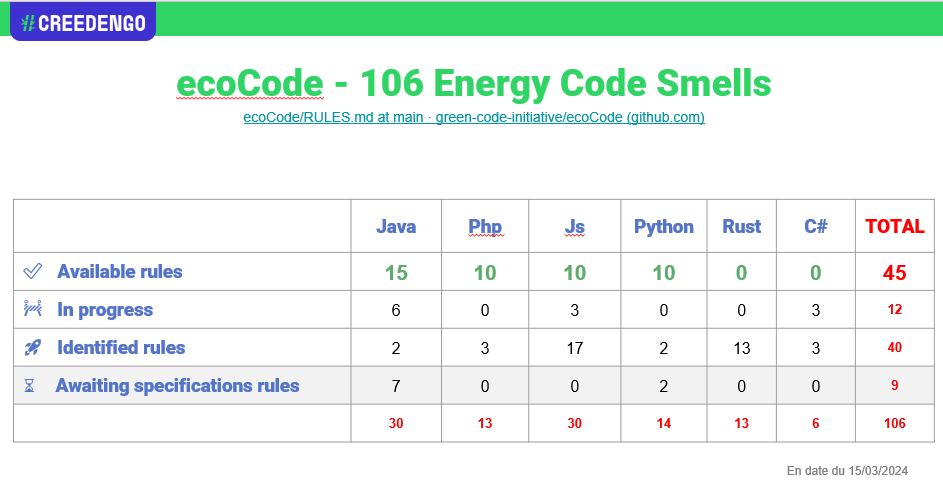 #CREEDENGO
ecoCode - 106 Energy Code Smells
ecoCode/RULES.md at main · green-code-initiative/ecoCode (github.com)
Java Php Js Python Rust C# TOTAL
Available rules 15 10 10 10 0 0 45
In progress 6 0 3 0 0 3 12
Identified rules 2 3 17 2 13 3 40
Awaiting specifications rules 7 0 0 2 0 0 9
30 13 30 14 13 6 106
En date du 15/03/2024